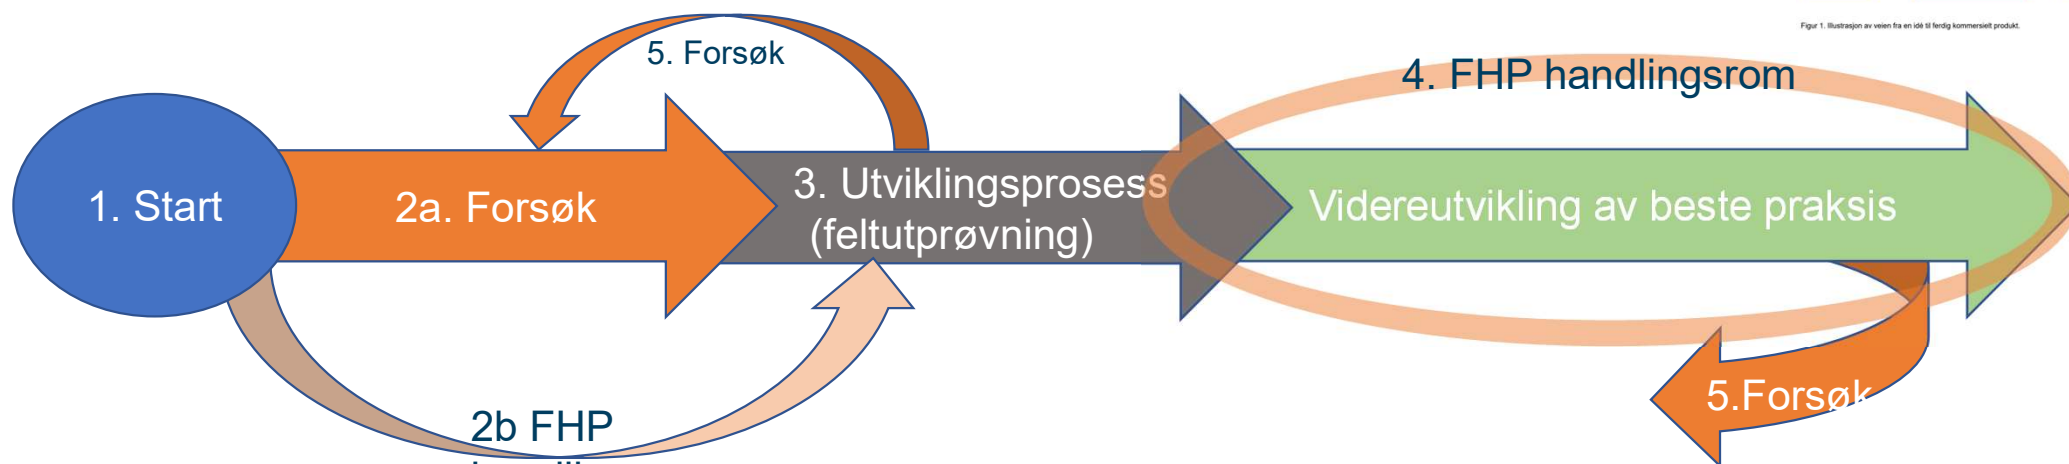 Figur 1. Illustrasjon av veien fra en idé til ferdig kommersielt produkt.
5. Forsøk
4. FHP handlingsrom
1. Start
2a. Forsøk
3. Utviklingsprosess
(feltutprøvning)
Videreutvikling av beste praksis
5.Forsøk
2b FHP